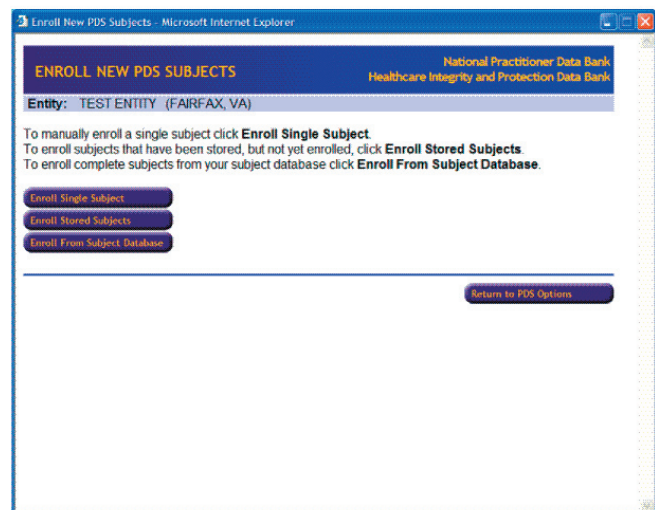 Enroll New PDS Subjects - Microsoft Internet Explorer
ENROLL NEW PDS SUBJECTS
National Practitioner Data Bank
Healthcare Integrity and Protection Data Bank
Entity: TEST ENTITY (FAIRFAX, VA)
To manually enroll a single subject click Enroll Single Subject.
To enroll subjects that have been stored, but not yet enrolled, click Enroll Stored Subjects.
To enroll complete subjects from your subject database click Enroll From Subject Database.
Enroll Single Subject
Enroll Stored Subjects
Enroll From Subject Database
Return to PDS Options